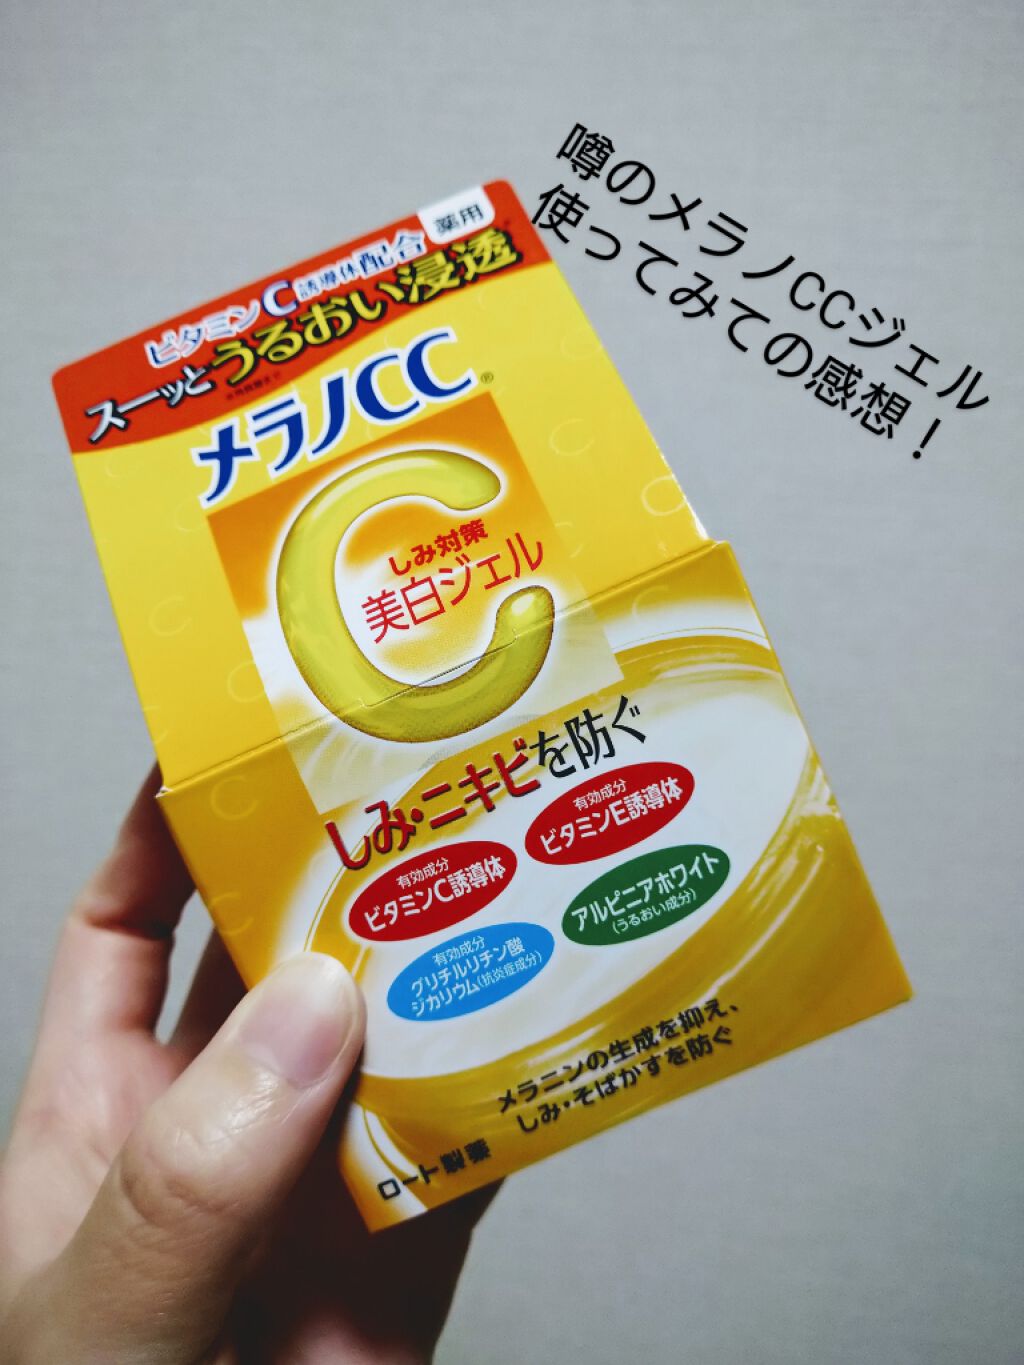 噂のメラノCCジェル
使ってみての感想！
薬用
ビタミンC誘導体配合
スーッとうるおい浸透
メラノCC®
しみ対策
美白ジェル
しみ・ニキビを防ぐ
有効成分
ビタミンC誘導体
有効成分
ビタミンE誘導体
有効成分
グリチルリチン酸
ジカリウム(抗炎症成分)
アルピニアホワイト
(うるおい成分)
メラニンの生成を抑え、
しみ・そばかすを防ぐ
ロート製薬